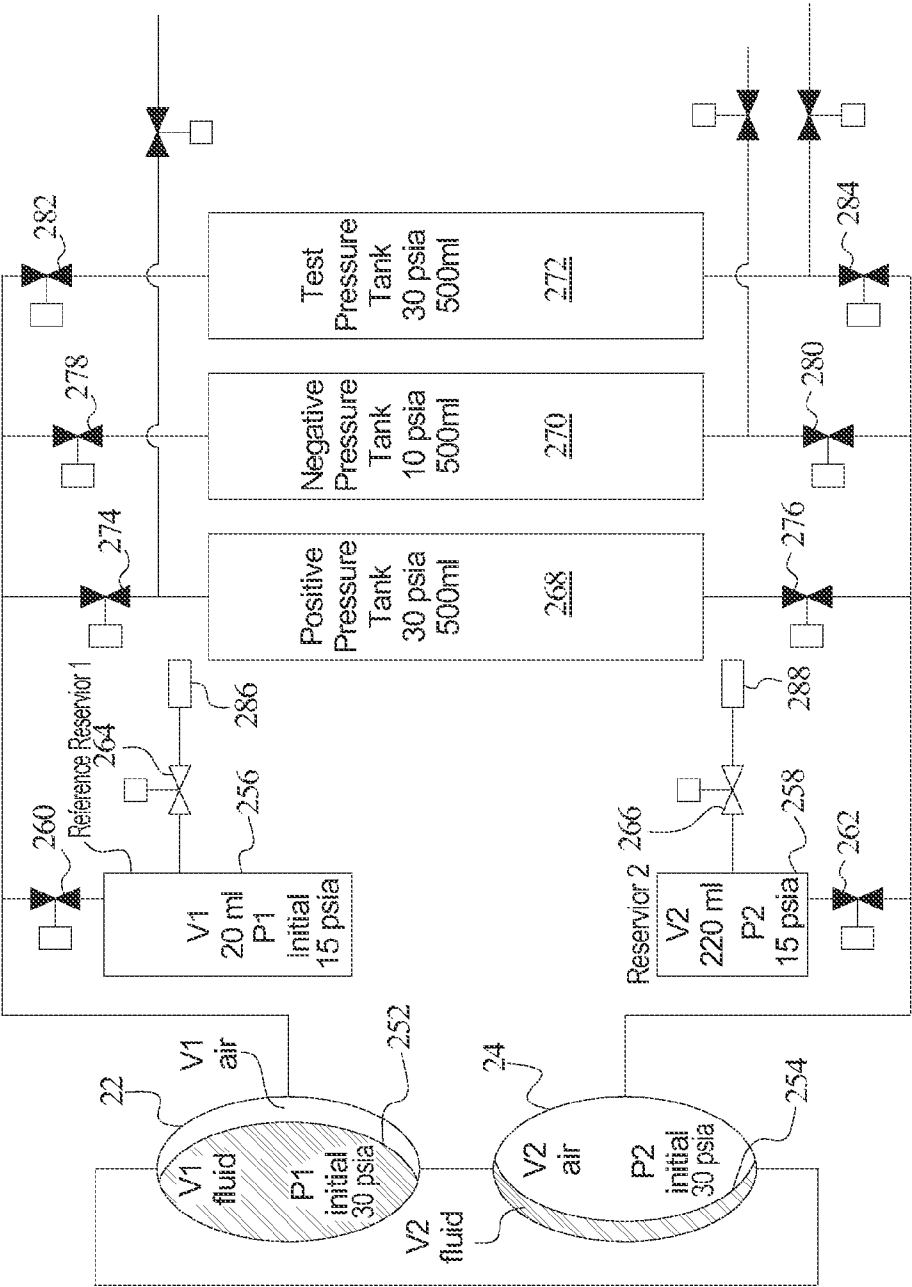 282
278
274
Reference Reservior 1
264
260
286
256
V1
20 ml
P1
initial
15 psia
Test
Pressure
Tank
30 psia
500ml
272
Negative
Pressure
Tank
10 psia
500ml
270
Positive
Pressure
Tank
30 psia
500ml
268
284
280
276
288
266
258
262
Reservior 2
V2
220 ml
P2
15 psia
22
V1
air
252
V1
fluid
P1
initial
30 psia
24
254
V2
air
P2
initial
30 psia
V2
fluid